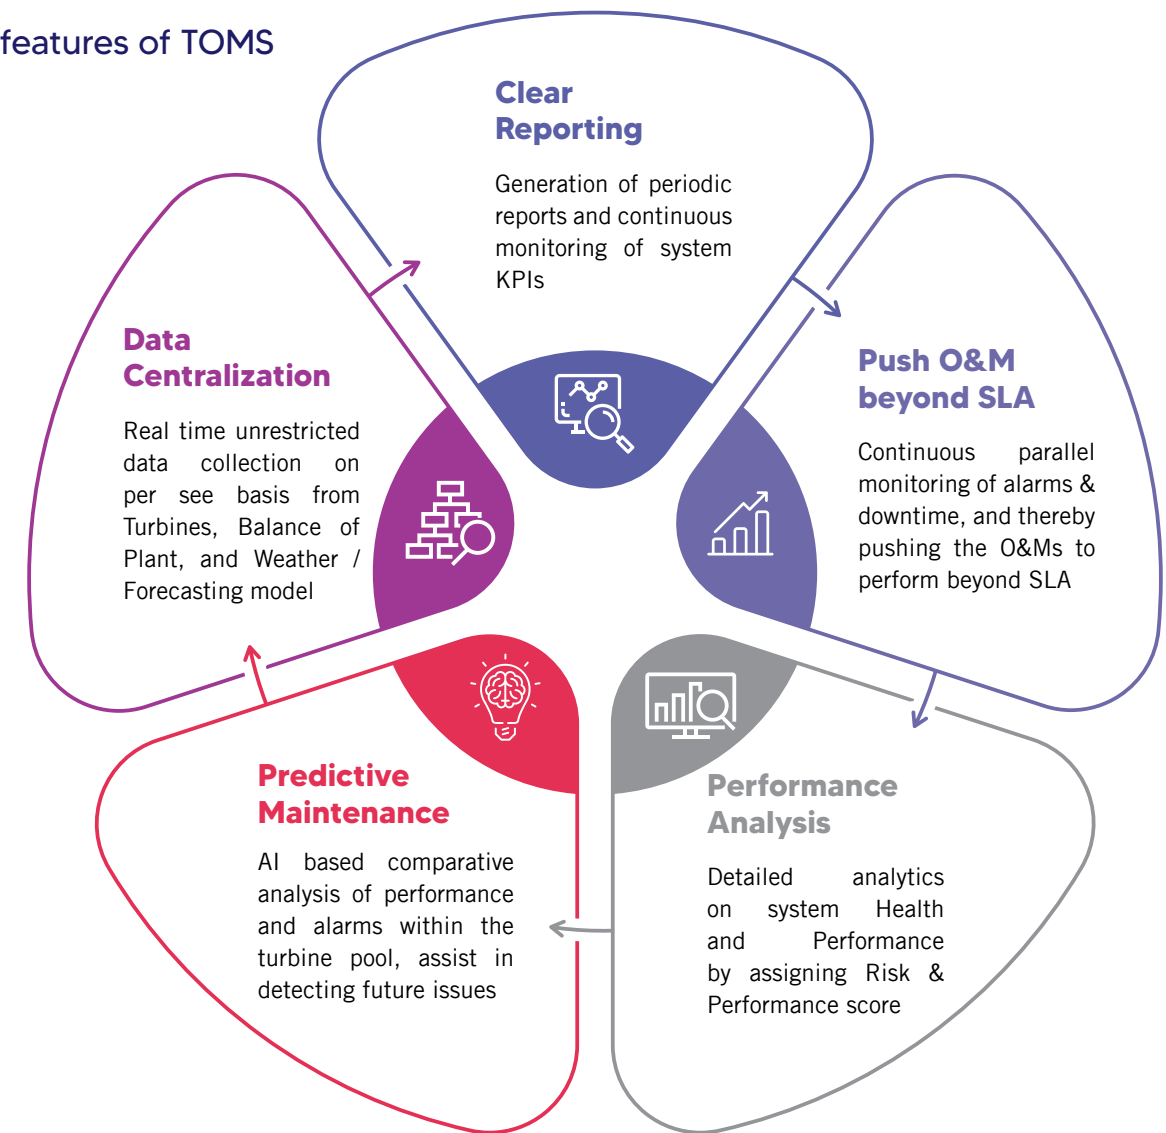 features of TOMS
Clear
Reporting
Generation of periodic
reports and continuous
monitoring of system
KPIs
Data
Centralization
Real time unrestricted
data collection on
per see basis from
Turbines, Balance of
Plant, and Weather /
Forecasting model
Push O&M
beyond SLA
Continuous parallel
monitoring of alarms &
downtime, and thereby
pushing the O&Ms to
perform beyond SLA
Predictive
Maintenance
AI based comparative
analysis of performance
and alarms within the
turbine pool, assist in
detecting future issues
Performance
Analysis
Detailed analytics
on system Health
and Performance
by assigning Risk &
Performance score